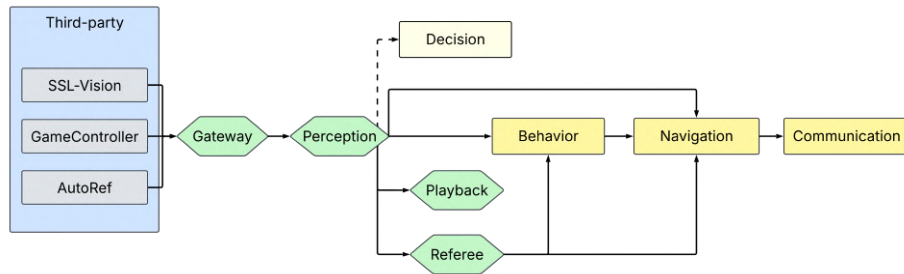 Third-party
SSL-Vision
GameController
AutoRef
Gateway
Perception
Decision
Behavior
Navigation
Communication
Playback
Referee